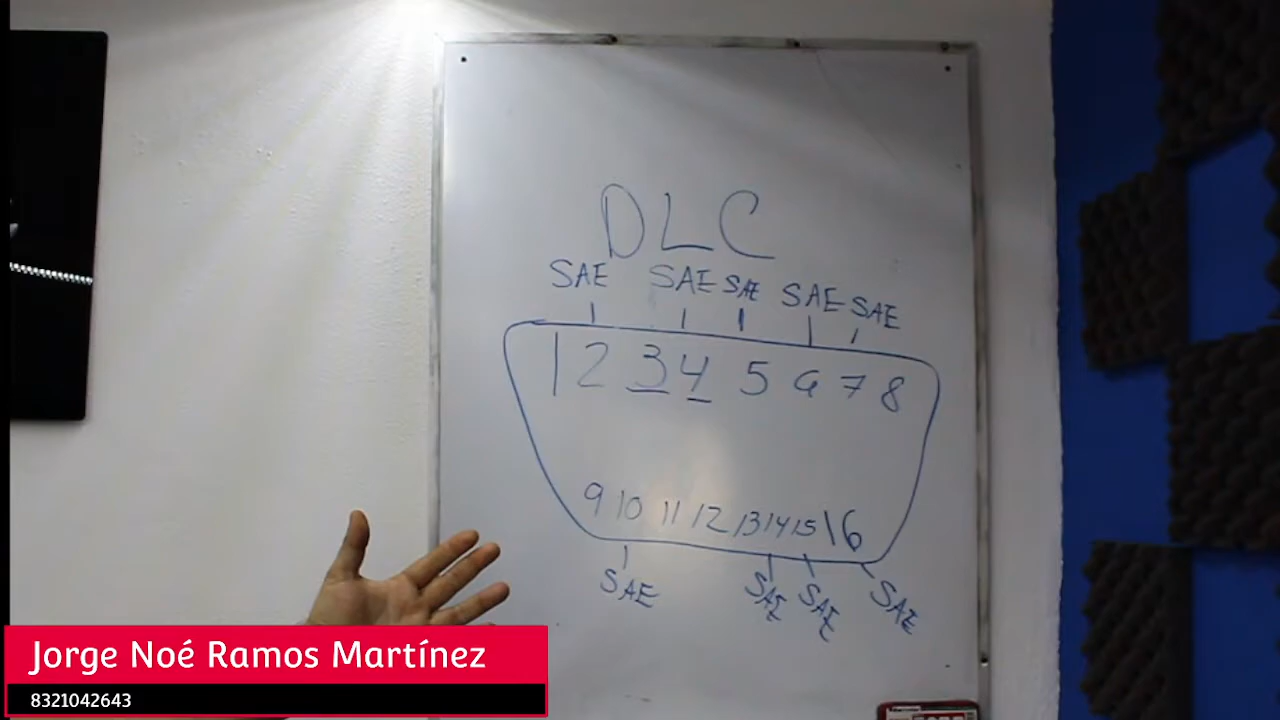 DLC
SAE SAE SAE SAE SAE
1 2 3 4 5 6 7 8
9 10 11 12 13 14 15 16
SAE SAE SAE SAE
Jorge Noé Ramos Martínez
8321042643